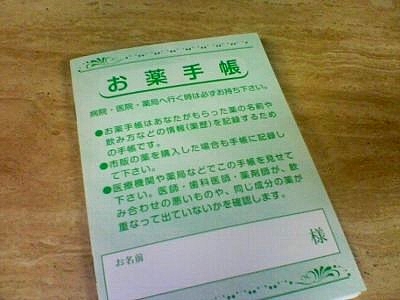 お薬手帳
病院・医院・薬局へ行く時は必ずお持ち下さい。
●お薬手帳はあなたがもらった薬の名前や
飲み方などの情報(薬歴)を記録するため
の手帳です。
●市販の薬を購入した場合も手帳に記録し
て下さい。
●医療機関や薬局などでこの手帳を見せて
下さい。医師・歯科医師・薬剤師が、飲
み合わせの悪いものや、同じ成分の薬が
重なって出ていないかを確認します。
お名前
様